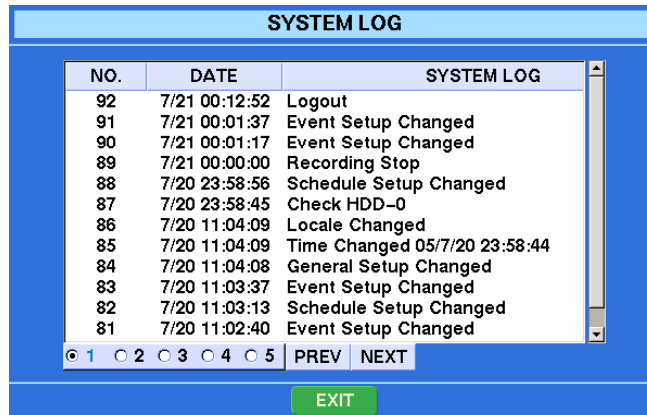 SYSTEM LOG
NO. DATE SYSTEM LOG
92 7/21 00:12:52 Logout
91 7/21 00:01:37 Event Setup Changed
90 7/21 00:01:17 Event Setup Changed
89 7/21 00:00:00 Recording Stop
88 7/20 23:58:56 Schedule Setup Changed
87 7/20 23:58:45 Check HDD-0
86 7/20 11:04:09 Locale Changed
85 7/20 11:04:09 Time Changed 05/7/20 23:58:44
84 7/20 11:04:08 General Setup Changed
83 7/20 11:03:37 Event Setup Changed
82 7/20 11:03:13 Schedule Setup Changed
81 7/20 11:02:40 Event Setup Changed
1 2 3 4 5 PREV NEXT
EXIT